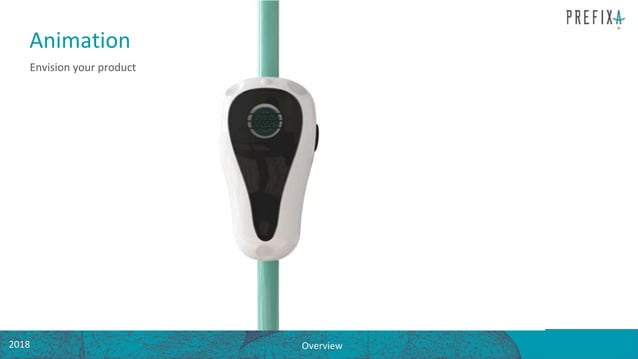 PREFIXA
Animation
Envision your product
2018
Overview